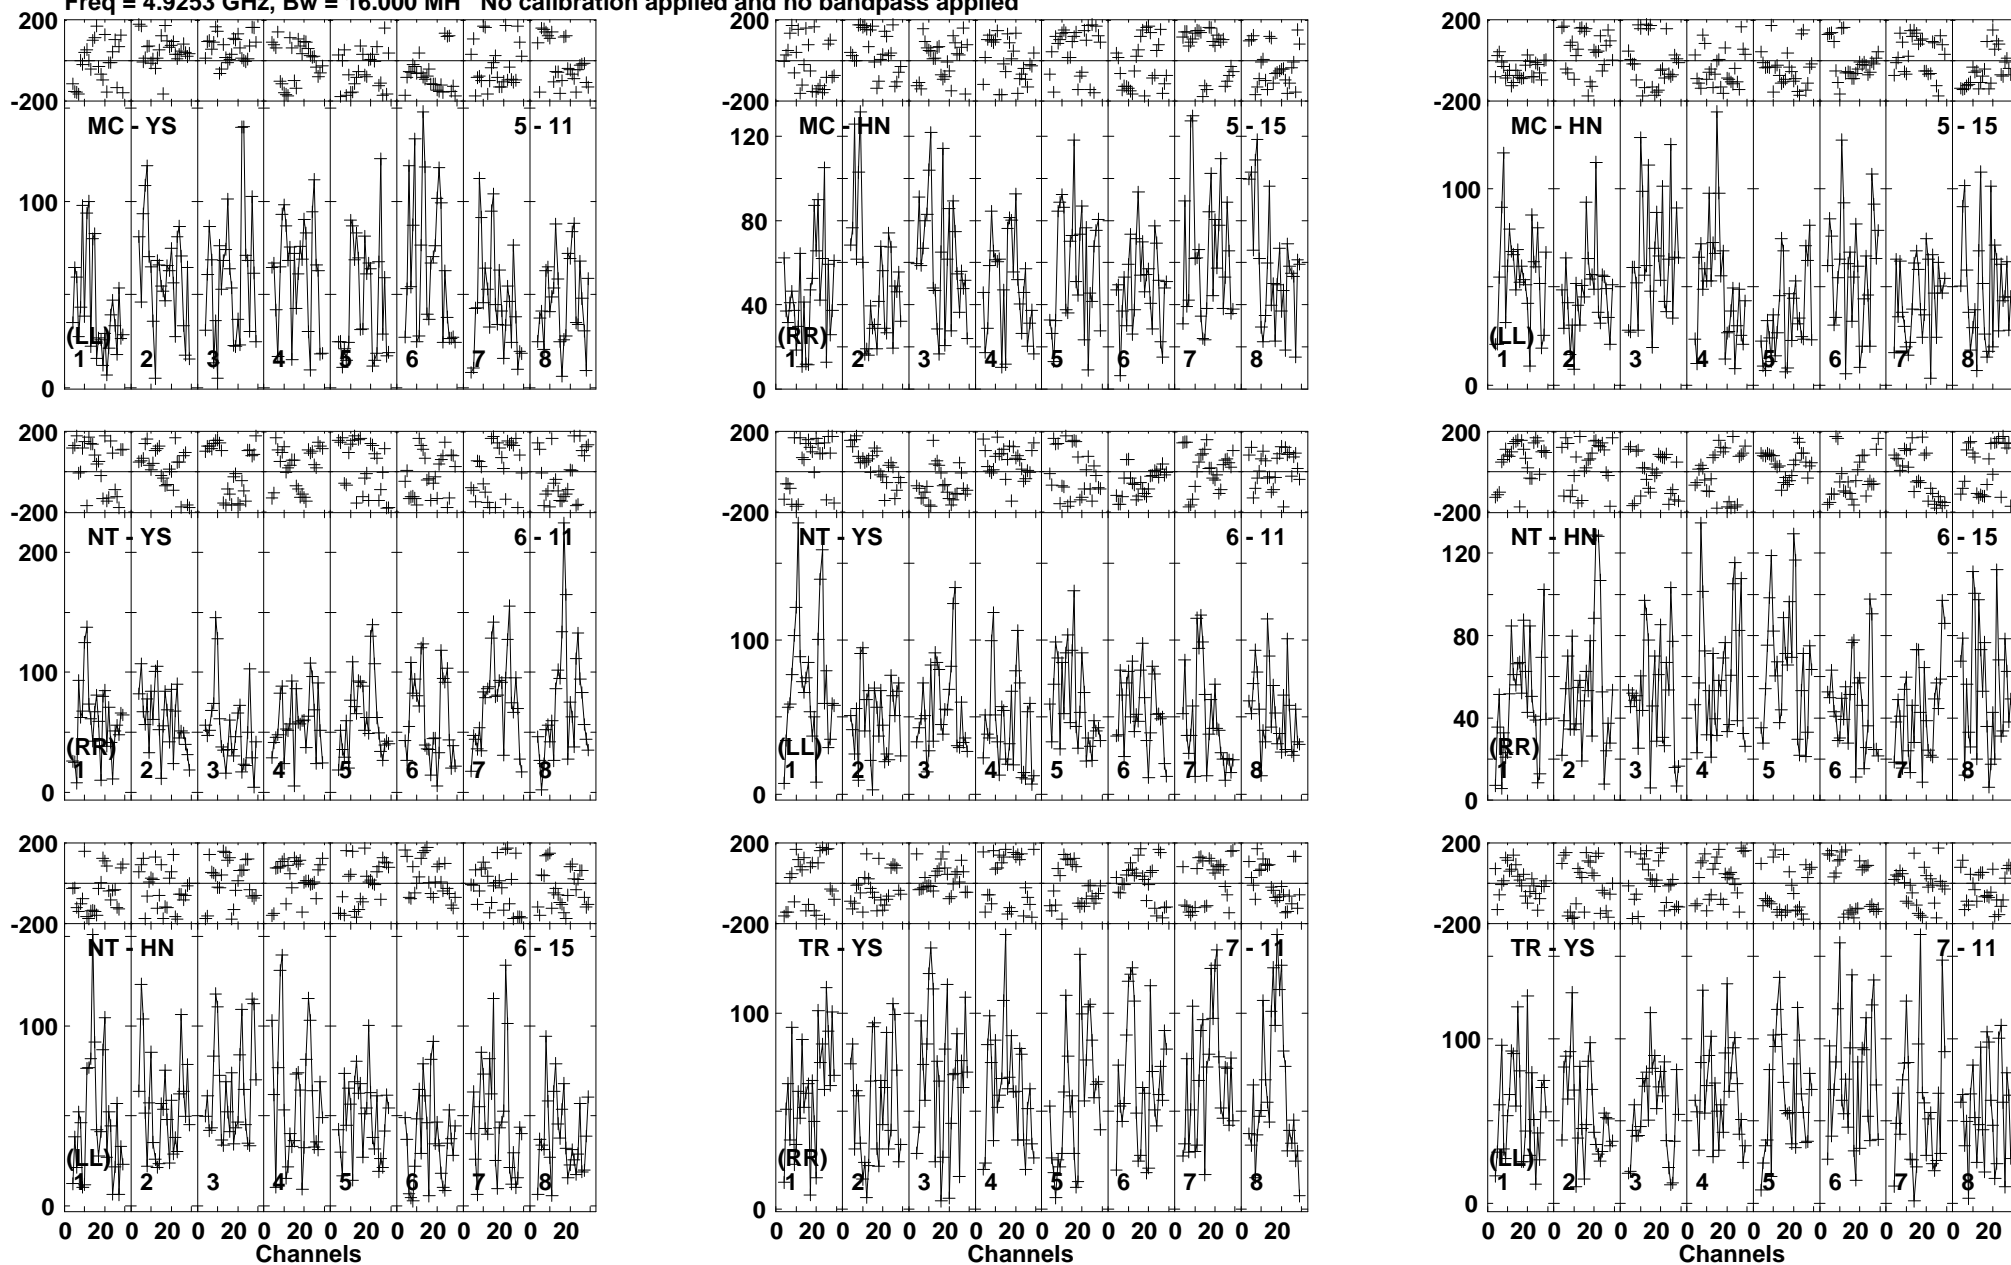 Freq = 4.9253 GHz, Bw = 16.000 MH No calibration applied and no bandpass applied
200
-200
MC - YS 5 - 11
100
0
(LL)
1 2 3 4 5 6 7 8
200
-200
MC - HN 5 - 15
120
80
40
0
(RR)
1 2 3 4 5 6 7 8
200
-200
MC - HN 5 - 15
100
0
(LL)
1 2 3 4 5 6 7 8
200
-200
NT - YS 6 - 11
200
100
0
(RR)
1 2 3 4 5 6 7 8
200
-200
NT - YS 6 - 11
100
0
(LL)
1 2 3 4 5 6 7 8
200
-200
NT - HN 6 - 15
120
80
40
0
(RR)
1 2 3 4 5 6 7 8
200
-200
NT - HN 6 - 15
100
0
(LL)
1 2 3 4 5 6 7 8
0 20 0 20 0 20 0 20 0 20 0 20 0 20 0 20
Channels
200
-200
TR - YS 7 - 11
100
0
(RR)
1 2 3 4 5 6 7 8
0 20 0 20 0 20 0 20 0 20 0 20 0 20 0 20
Channels
200
-200
TR - YS 7 - 11
100
0
(LL)
1 2 3 4 5 6 7 8
0 20 0 20 0 20 0 20 0 20 0 20 0 20 0 20
Channels